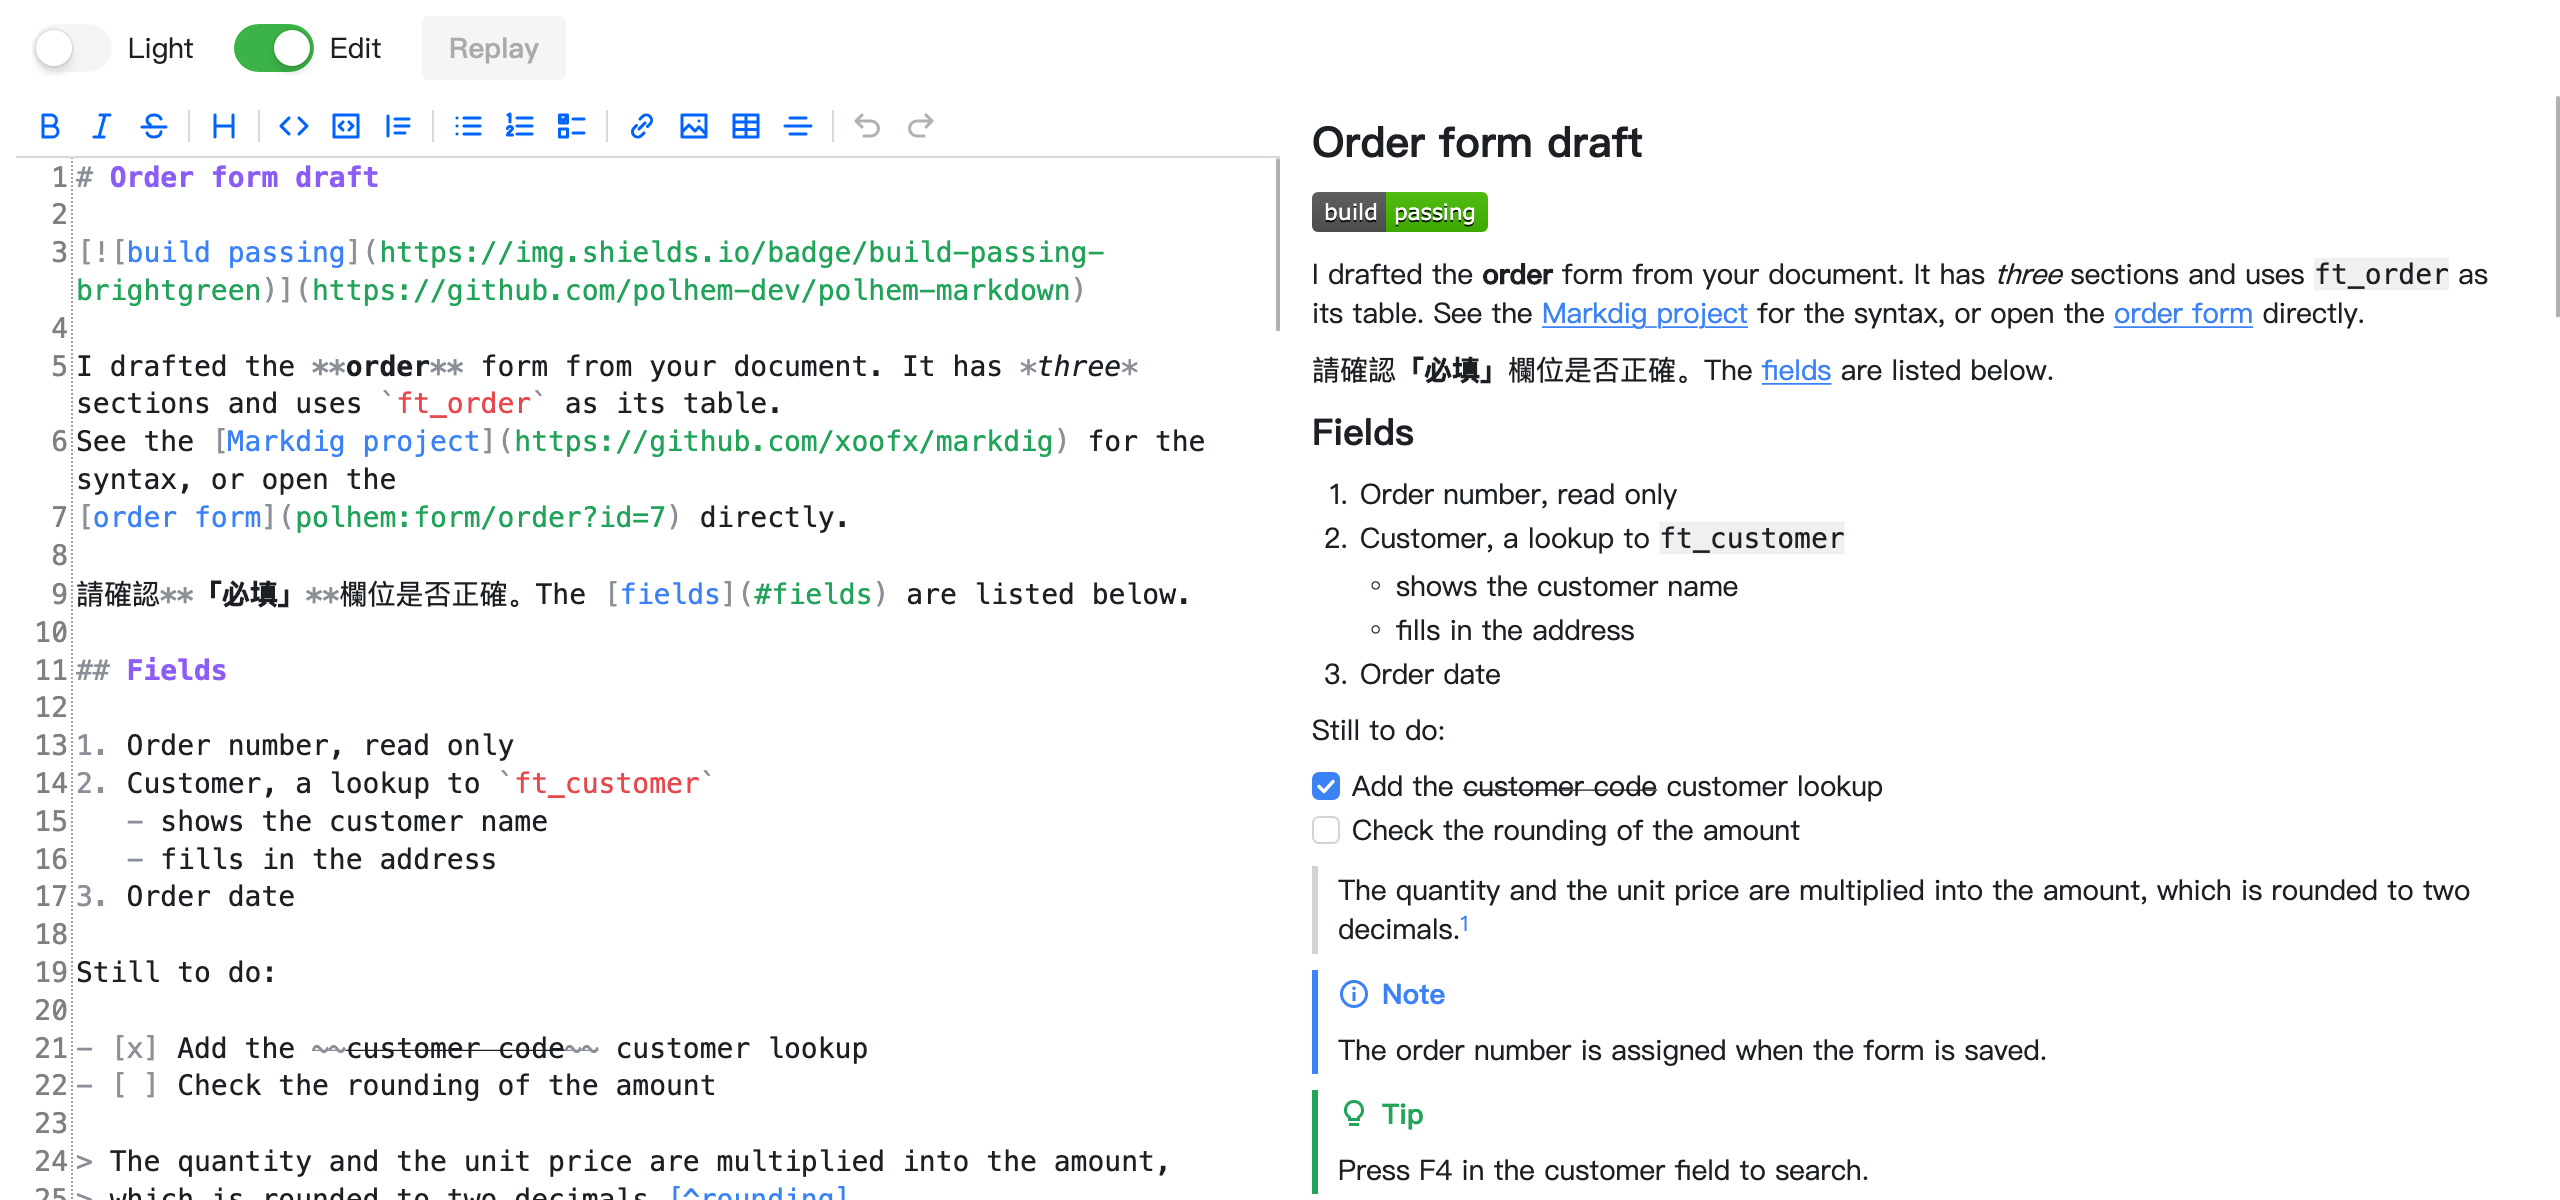 Light Edit Replay
1 # Order form draft
2
3 [![build passing](https://img.shields.io/badge/build-passing-
brightgreen)](https://github.com/polhem-dev/polhem-markdown)
4
5 I drafted the **order** form from your document. It has *three*
sections and uses `ft_order` as its table.
6 See the [Markdig project](https://github.com/xoofx/markdig) for the
syntax, or open the
7 [order form](polhem:form/order?id=7) directly.
8
9 請確認**「必填」**欄位是否正確。The [fields](#fields) are listed below.
10
11 ## Fields
12
13 1. Order number, read only
14 2. Customer, a lookup to `ft_customer`
15 - shows the customer name
16 - fills in the address
17 3. Order date
18
19 Still to do:
20
21 - [x] Add the ~~customer code~~ customer lookup
22 - [ ] Check the rounding of the amount
23
24 > The quantity and the unit price are multiplied into the amount,
25 > which is rounded to two decimals.[^rounding]
Order form draft
build passing
I drafted the order form from your document. It has three sections and uses ft_order as
its table. See the Markdig project for the syntax, or open the order form directly.
請確認「必填」欄位是否正確。The fields are listed below.
Fields
1. Order number, read only
2. Customer, a lookup to ft_customer
◦ shows the customer name
◦ fills in the address
3. Order date
Still to do:
Add the customer code customer lookup
Check the rounding of the amount
The quantity and the unit price are multiplied into the amount, which is rounded to two
decimals.1
Note
The order number is assigned when the form is saved.
Tip
Press F4 in the customer field to search.